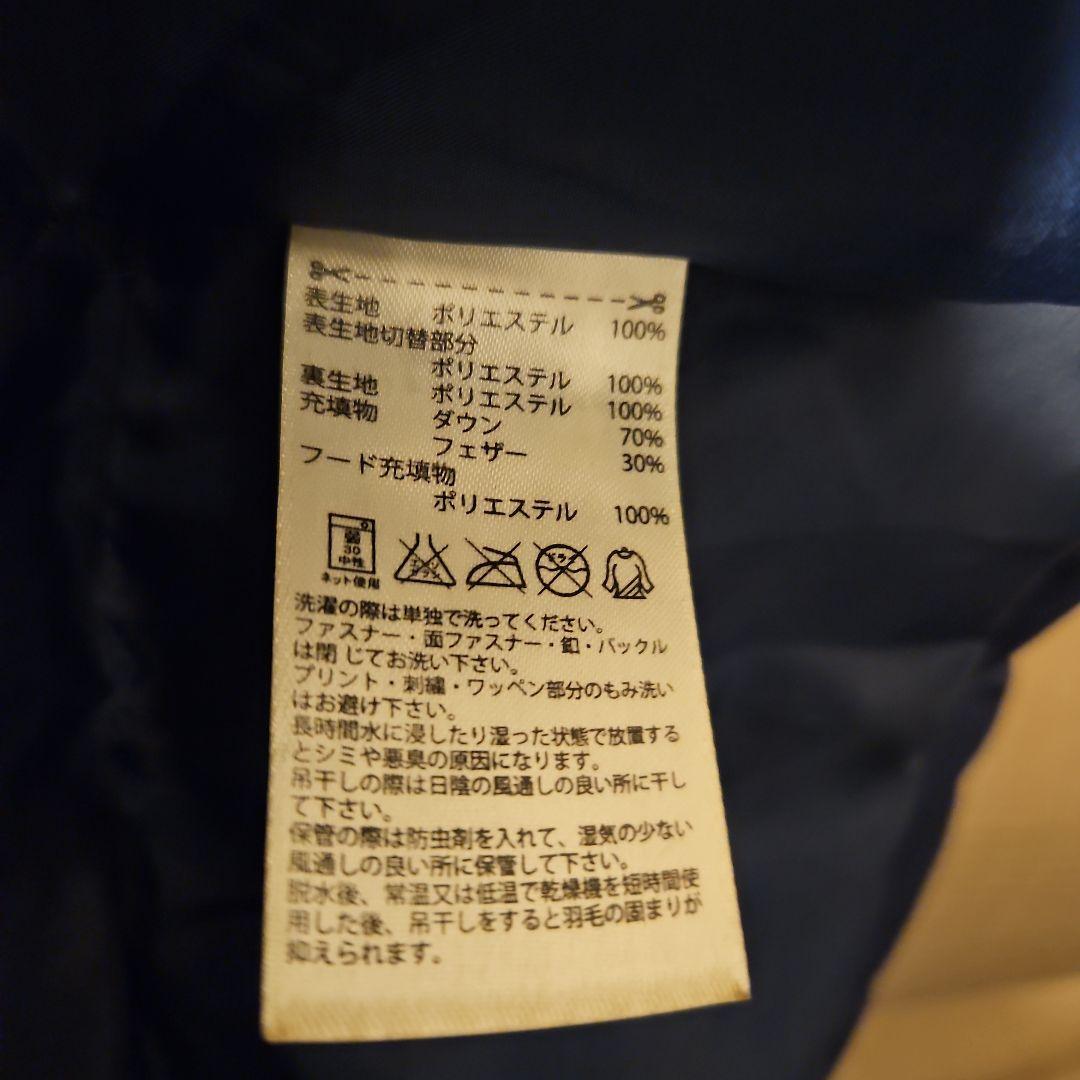 表生地 ポリエステル 100%
表生地切替部分
ポリエステル 100%
裏生地 ポリエステル 100%
充填物 ダウン 70%
フェザー 30%
フード充填物
ポリエステル 100%
弱
30
中性
ネット使用
エンソ
サラシ
ドライ
洗濯の際は単独で洗ってください。
ファスナー・面ファスナー・釦・バックル
は閉じてお洗い下さい。
プリント・刺繍・ワッペン部分のもみ洗い
はお避け下さい。
長時間水に浸したり湿った状態で放置する
とシミや悪臭の原因になります。
吊干しの際は日陰の風通しの良い所に干し
て下さい。
保管の際は防虫剤を入れて、湿気の少ない
風通しの良い所に保管して下さい。
脱水後、常温又は低温で乾燥機を短時間使
用した後、吊干しをすると羽毛の固まりが
抑えられます。